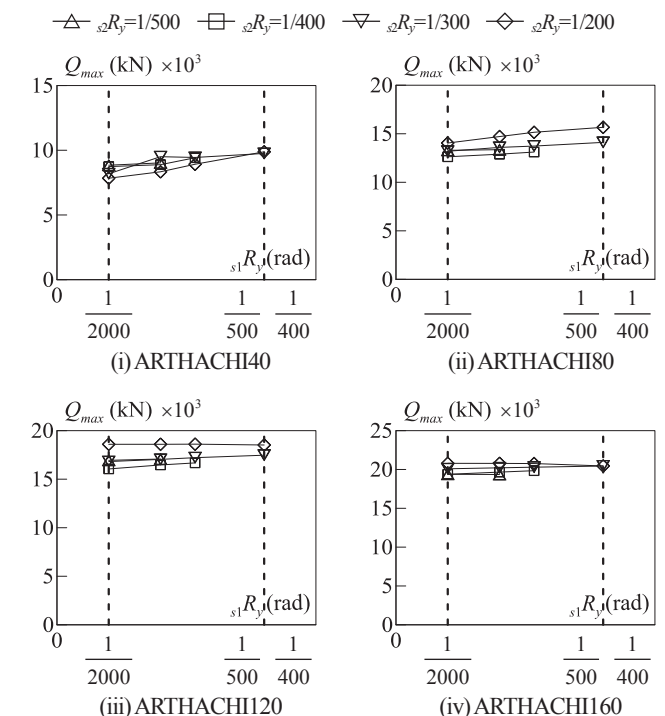 s2Ry=1/500 s2Ry=1/400 s2Ry=1/300 s2Ry=1/200
Qmax (kN) ×10³
15
10
5
0
s1Ry(rad)
0 1/2000 1/500 1/400
(i) ARTHACHI40
Qmax (kN) ×10³
20
15
10
5
0
s1Ry(rad)
0 1/2000 1/500 1/400
(ii) ARTHACHI80
Qmax (kN) ×10³
20
15
10
5
0
s1Ry(rad)
0 1/2000 1/500 1/400
(iii) ARTHACHI120
Qmax (kN) ×10³
25
20
15
10
5
0
s1Ry(rad)
0 1/2000 1/500 1/400
(iv) ARTHACHI160